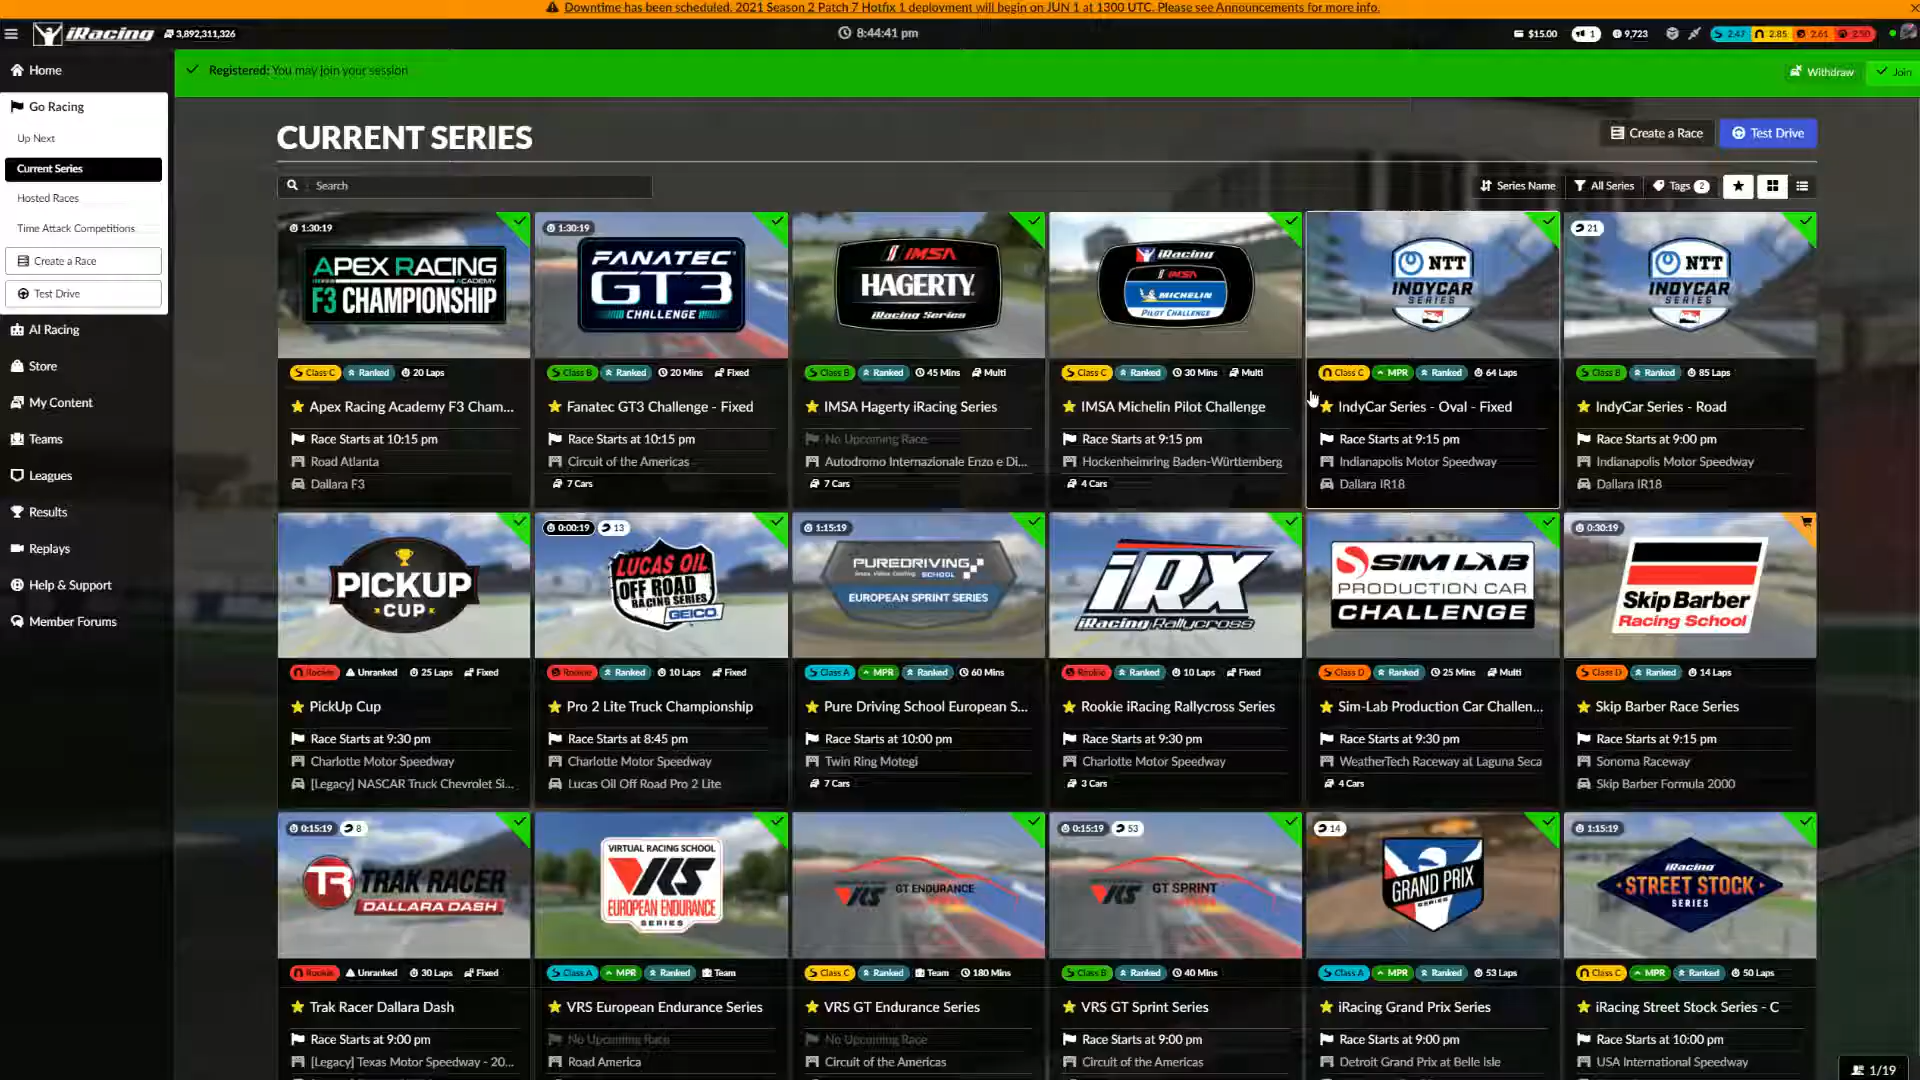 Downtime has been scheduled. 2021 Season 2 Patch 7 Hotfix 1 deployment will begin on JUN 1 at 1300 UTC. Please see Announcements for more info.
iRacing 3,892,311,326 8:44:41 pm $15.00 1 9,723 2.47 2.85 2.61 2.50
Home
Registered: You may join your session Withdraw Join
Go Racing
Up Next
Current Series
Hosted Races
Time Attack Competitions
Create a Race
Test Drive
AI Racing
Store
My Content
Teams
Leagues
Results
Replays
Help & Support
Member Forums
CURRENT SERIES Create a Race Test Drive
Search Series Name All Series Tags 2
1:30:19 1:30:19 21
APEX RACING ACADEMY F3 CHAMPIONSHIP
FANATEC GT3 CHALLENGE
IMSA HAGERTY iRacing Series
iRacing IMSA MICHELIN PILOT CHALLENGE
NTT INDYCAR SERIES
NTT INDYCAR SERIES
Class C Ranked 20 Laps
Class B Ranked 20 Mins Fixed
Class B Ranked 45 Mins Multi
Class C Ranked 30 Mins Multi
Class C MPR Ranked 64 Laps
Class B Ranked 85 Laps
Apex Racing Academy F3 Cham... Fanatec GT3 Challenge - Fixed IMSA Hagerty iRacing Series IMSA Michelin Pilot Challenge IndyCar Series - Oval - Fixed IndyCar Series - Road
Race Starts at 10:15 pm Race Starts at 10:15 pm No Upcoming Race Race Starts at 9:15 pm Race Starts at 9:15 pm Race Starts at 9:00 pm
Road Atlanta Circuit of the Americas Autodromo Internazionale Enzo e Di... Hockenheimring Baden-Württemberg Indianapolis Motor Speedway Indianapolis Motor Speedway
Dallara F3 7 Cars 7 Cars 4 Cars Dallara IR18 Dallara IR18
0:00:19 13 1:15:19 0:30:19
PICKUP CUP
LUCAS OIL OFF ROAD RACING SERIES GEICO
PUREDRIVING SCHOOL EUROPEAN SPRINT SERIES
iRX iRacing Rallycross
SIM LAB PRODUCTION CAR CHALLENGE
Skip Barber Racing School
Rookie Unranked 25 Laps Fixed
Rookie Ranked 10 Laps Fixed
Class A MPR Ranked 60 Mins
Rookie Ranked 10 Laps Fixed
Class D Ranked 25 Mins Multi
Class D Ranked 14 Laps
PickUp Cup Pro 2 Lite Truck Championship Pure Driving School European S... Rookie iRacing Rallycross Series Sim-Lab Production Car Challen... Skip Barber Race Series
Race Starts at 9:30 pm Race Starts at 8:45 pm Race Starts at 10:00 pm Race Starts at 9:30 pm Race Starts at 9:30 pm Race Starts at 9:15 pm
Charlotte Motor Speedway Charlotte Motor Speedway Twin Ring Motegi Charlotte Motor Speedway WeatherTech Raceway at Laguna Seca Sonoma Raceway
[Legacy] NASCAR Truck Chevrolet Si... Lucas Oil Off Road Pro 2 Lite 7 Cars 3 Cars 4 Cars Skip Barber Formula 2000
0:15:19 8 0:15:19 53 14 1:15:19
TR TRAK RACER DALLARA DASH
VIRTUAL RACING SCHOOL VRS EUROPEAN ENDURANCE SERIES
VRS GT ENDURANCE
VRS GT SPRINT
GRAND PRIX SERIES
iRacing STREET STOCK SERIES
Rookie Unranked 30 Laps Fixed
Class A MPR Ranked Team
Class C Ranked Team 180 Mins
Class B Ranked 40 Mins
Class A MPR Ranked 53 Laps
Class C MPR Ranked 50 Laps
Trak Racer Dallara Dash VRS European Endurance Series VRS GT Endurance Series VRS GT Sprint Series iRacing Grand Prix Series iRacing Street Stock Series - C
Race Starts at 9:00 pm No Upcoming Race No Upcoming Race Race Starts at 9:00 pm Race Starts at 9:00 pm Race Starts at 10:00 pm
[Legacy] Texas Motor Speedway - 20... Road America Circuit of the Americas Circuit of the Americas Detroit Grand Prix at Belle Isle USA International Speedway
1/19